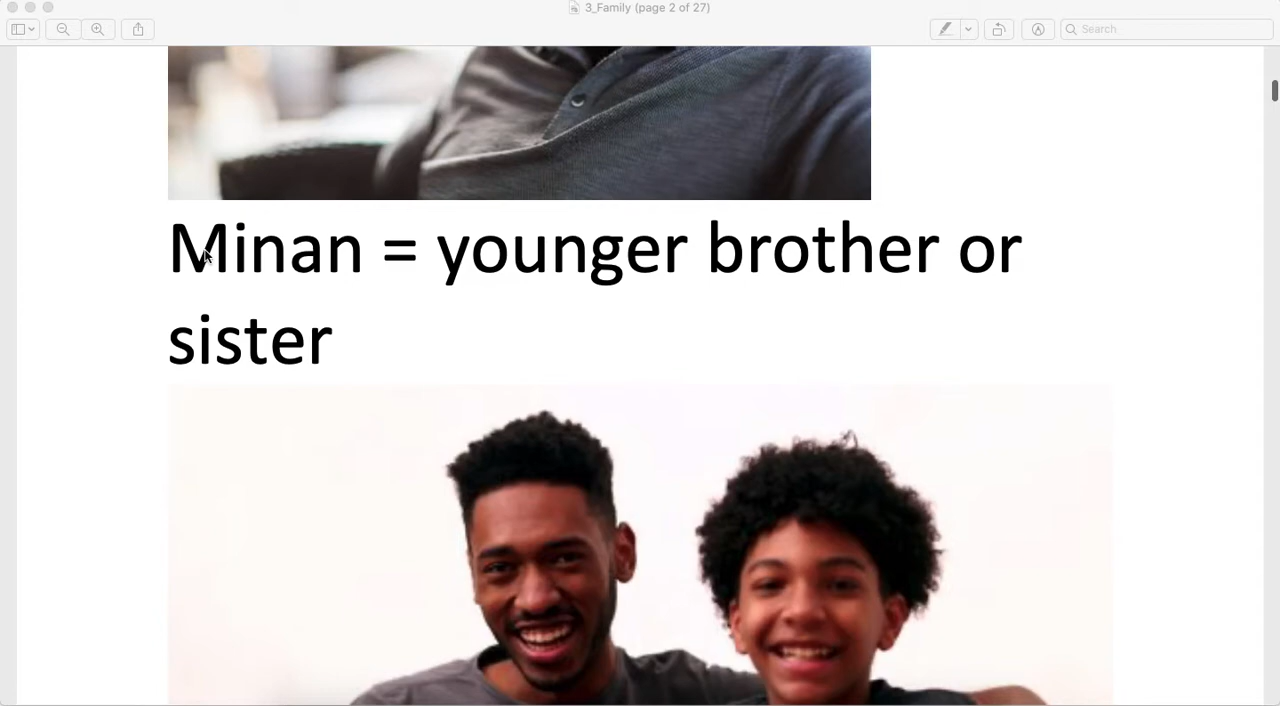 3_Family (page 2 of 27)
Search
Minan = younger brother or
sister